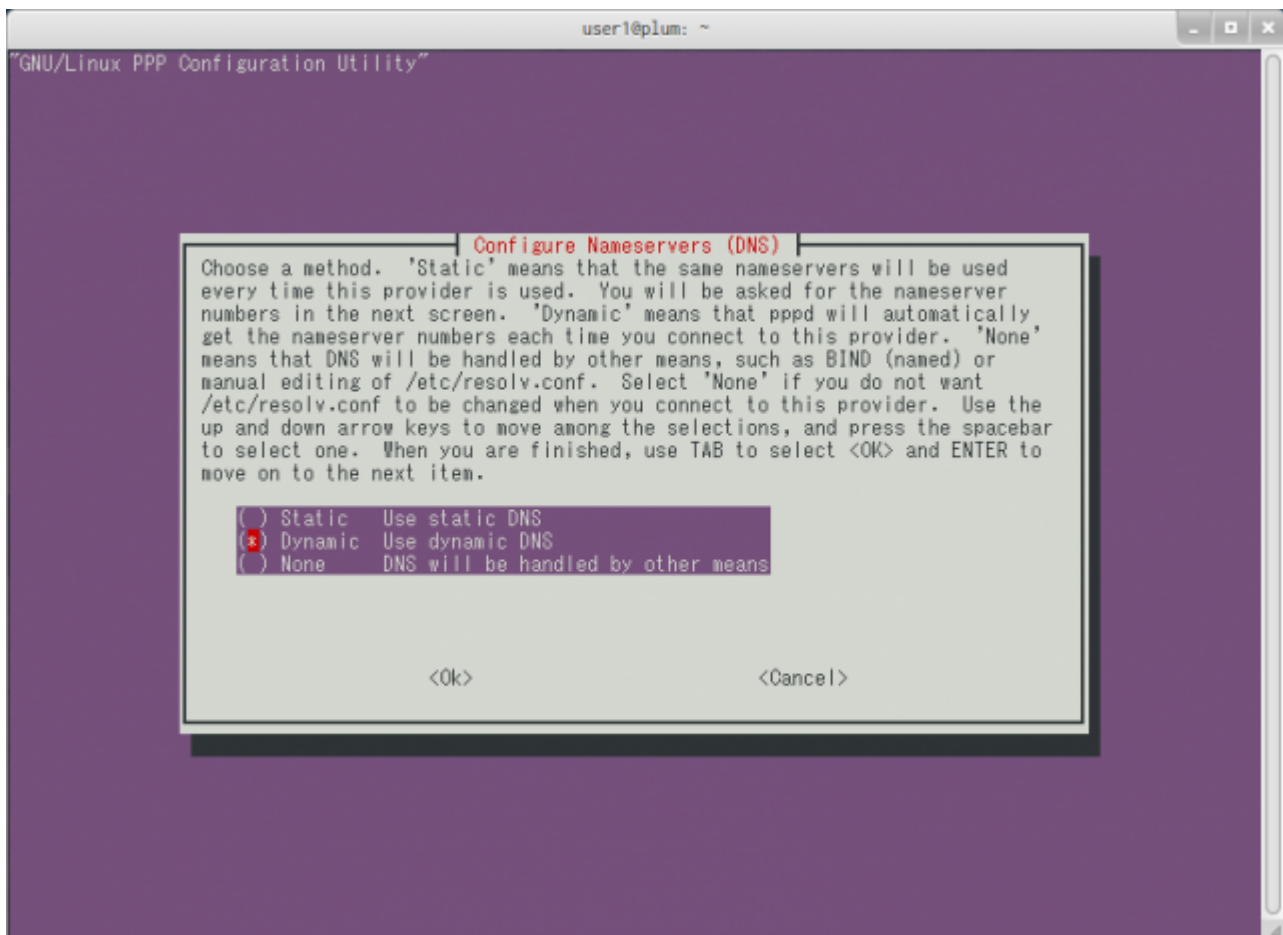 user1@plum: ~
"GNU/Linux PPP Configuration Utility"
Configure Nameservers (DNS)
Choose a method.  'Static' means that the same nameservers will be used
every time this provider is used.  You will be asked for the nameserver
numbers in the next screen.  'Dynamic' means that pppd will automatically
get the nameserver numbers each time you connect to this provider.  'None'
means that DNS will be handled by other means, such as BIND (named) or
manual editing of /etc/resolv.conf.  Select 'None' if you do not want
/etc/resolv.conf to be changed when you connect to this provider.  Use the
up and down arrow keys to move among the selections, and press the spacebar
to select one.  When you are finished, use TAB to select <OK> and ENTER to
move on to the next item.
( ) Static   Use static DNS
(*) Dynamic  Use dynamic DNS
( ) None     DNS will be handled by other means
<Ok> <Cancel>